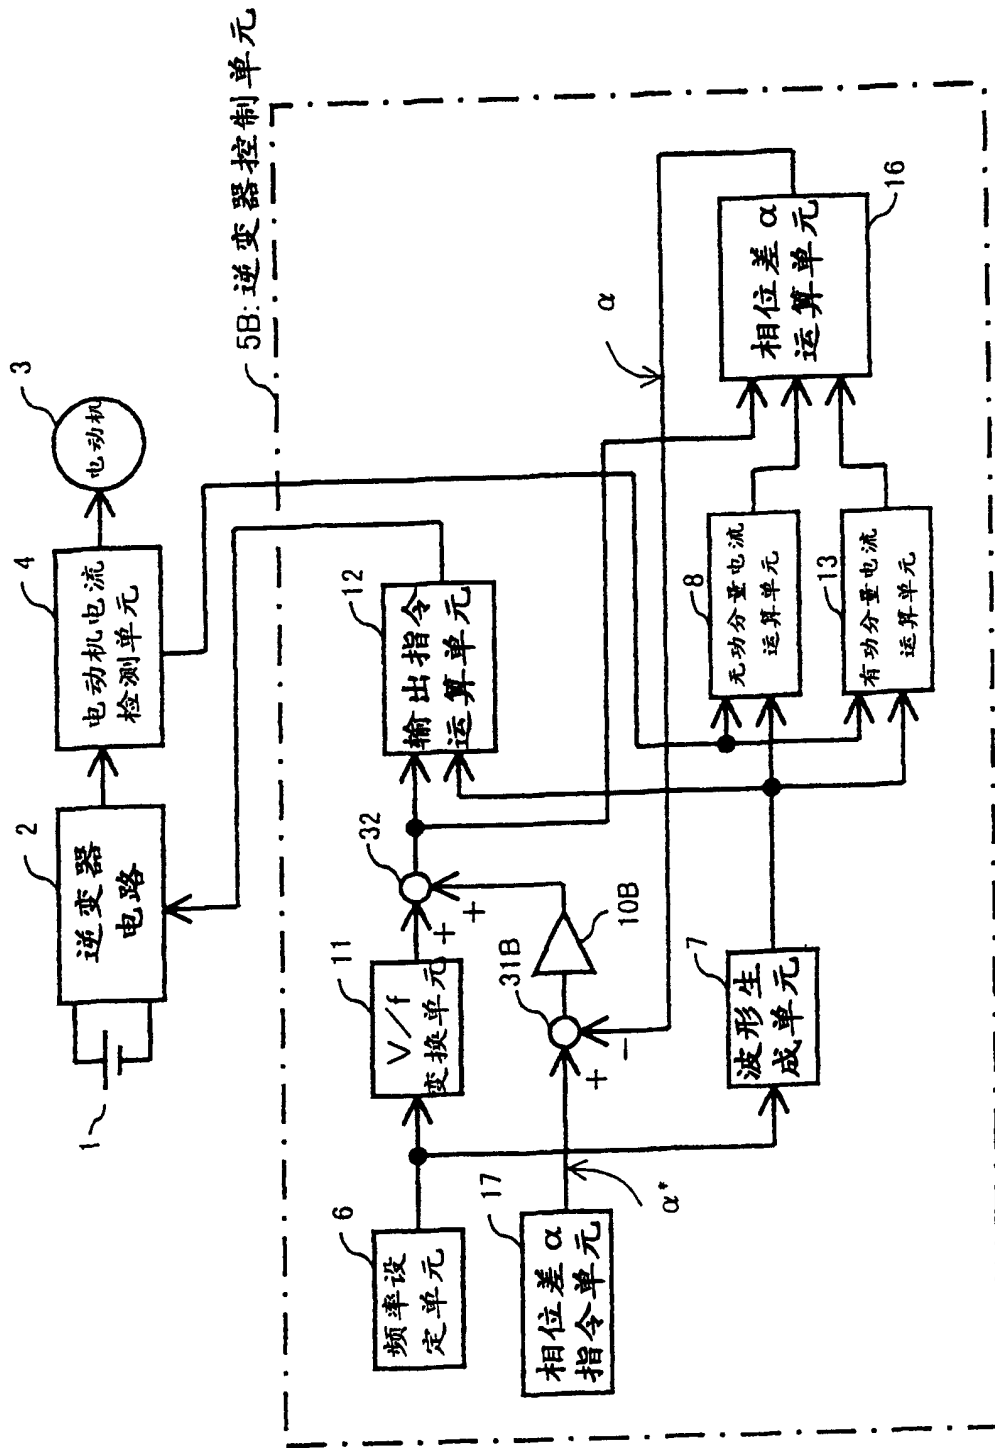 1
2
逆变器
电路
4
电动机电流
检测单元
3
电动机
5B:逆变器控制单元
6
频率设
定单元
11
V/f
变换单元
+
+
32
12
输出指令
运算单元
17
相位差α
指令单元
α*
+
-
31B
10B
α
7
波形生
成单元
8
无功分量电流
运算单元
13
有功分量电流
运算单元
相位差α
运算单元
16